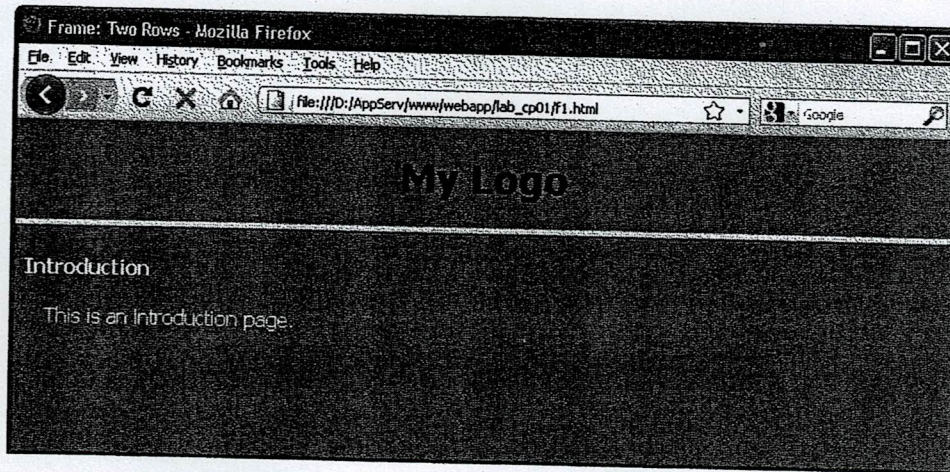 Frame: Two Rows - Mozilla Firefox
File Edit View History Bookmarks Tools Help
file:///D:/AppServ/www/webapp/lab_cp01/f1.html
Google
My Logo
Introduction
This is an Introduction page.